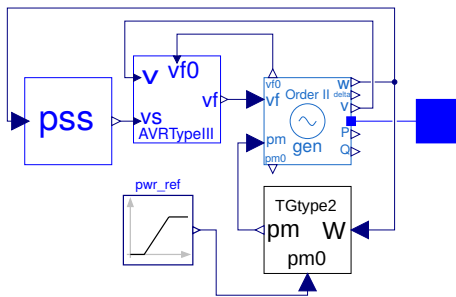 pss
v
vf0
vs
vf
AVRTypeIII
vf0
w
Order II
delta
vf
v
pm
P
gen
Q
pm0
pwr_ref
TGtype2
pm
W
pm0